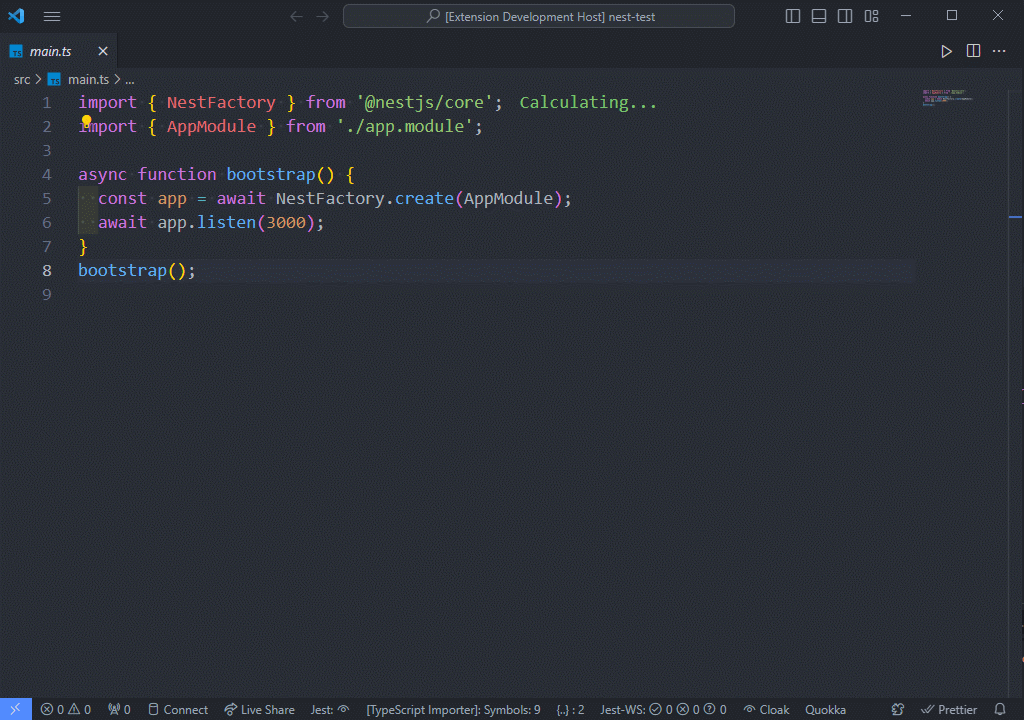 [Extension Development Host] nest-test
TS main.ts
src > TS main.ts > ...
1 import { NestFactory } from '@nestjs/core'; Calculating...
2 import { AppModule } from './app.module';
3
4 async function bootstrap() {
5 const app = await NestFactory.create(AppModule);
6 await app.listen(3000);
7 }
8 bootstrap();
9
0 0 0 Connect Live Share Jest: [TypeScript Importer]: Symbols: 9 {..} : 2 Jest-WS: 0 0 0 Cloak Quokka Prettier